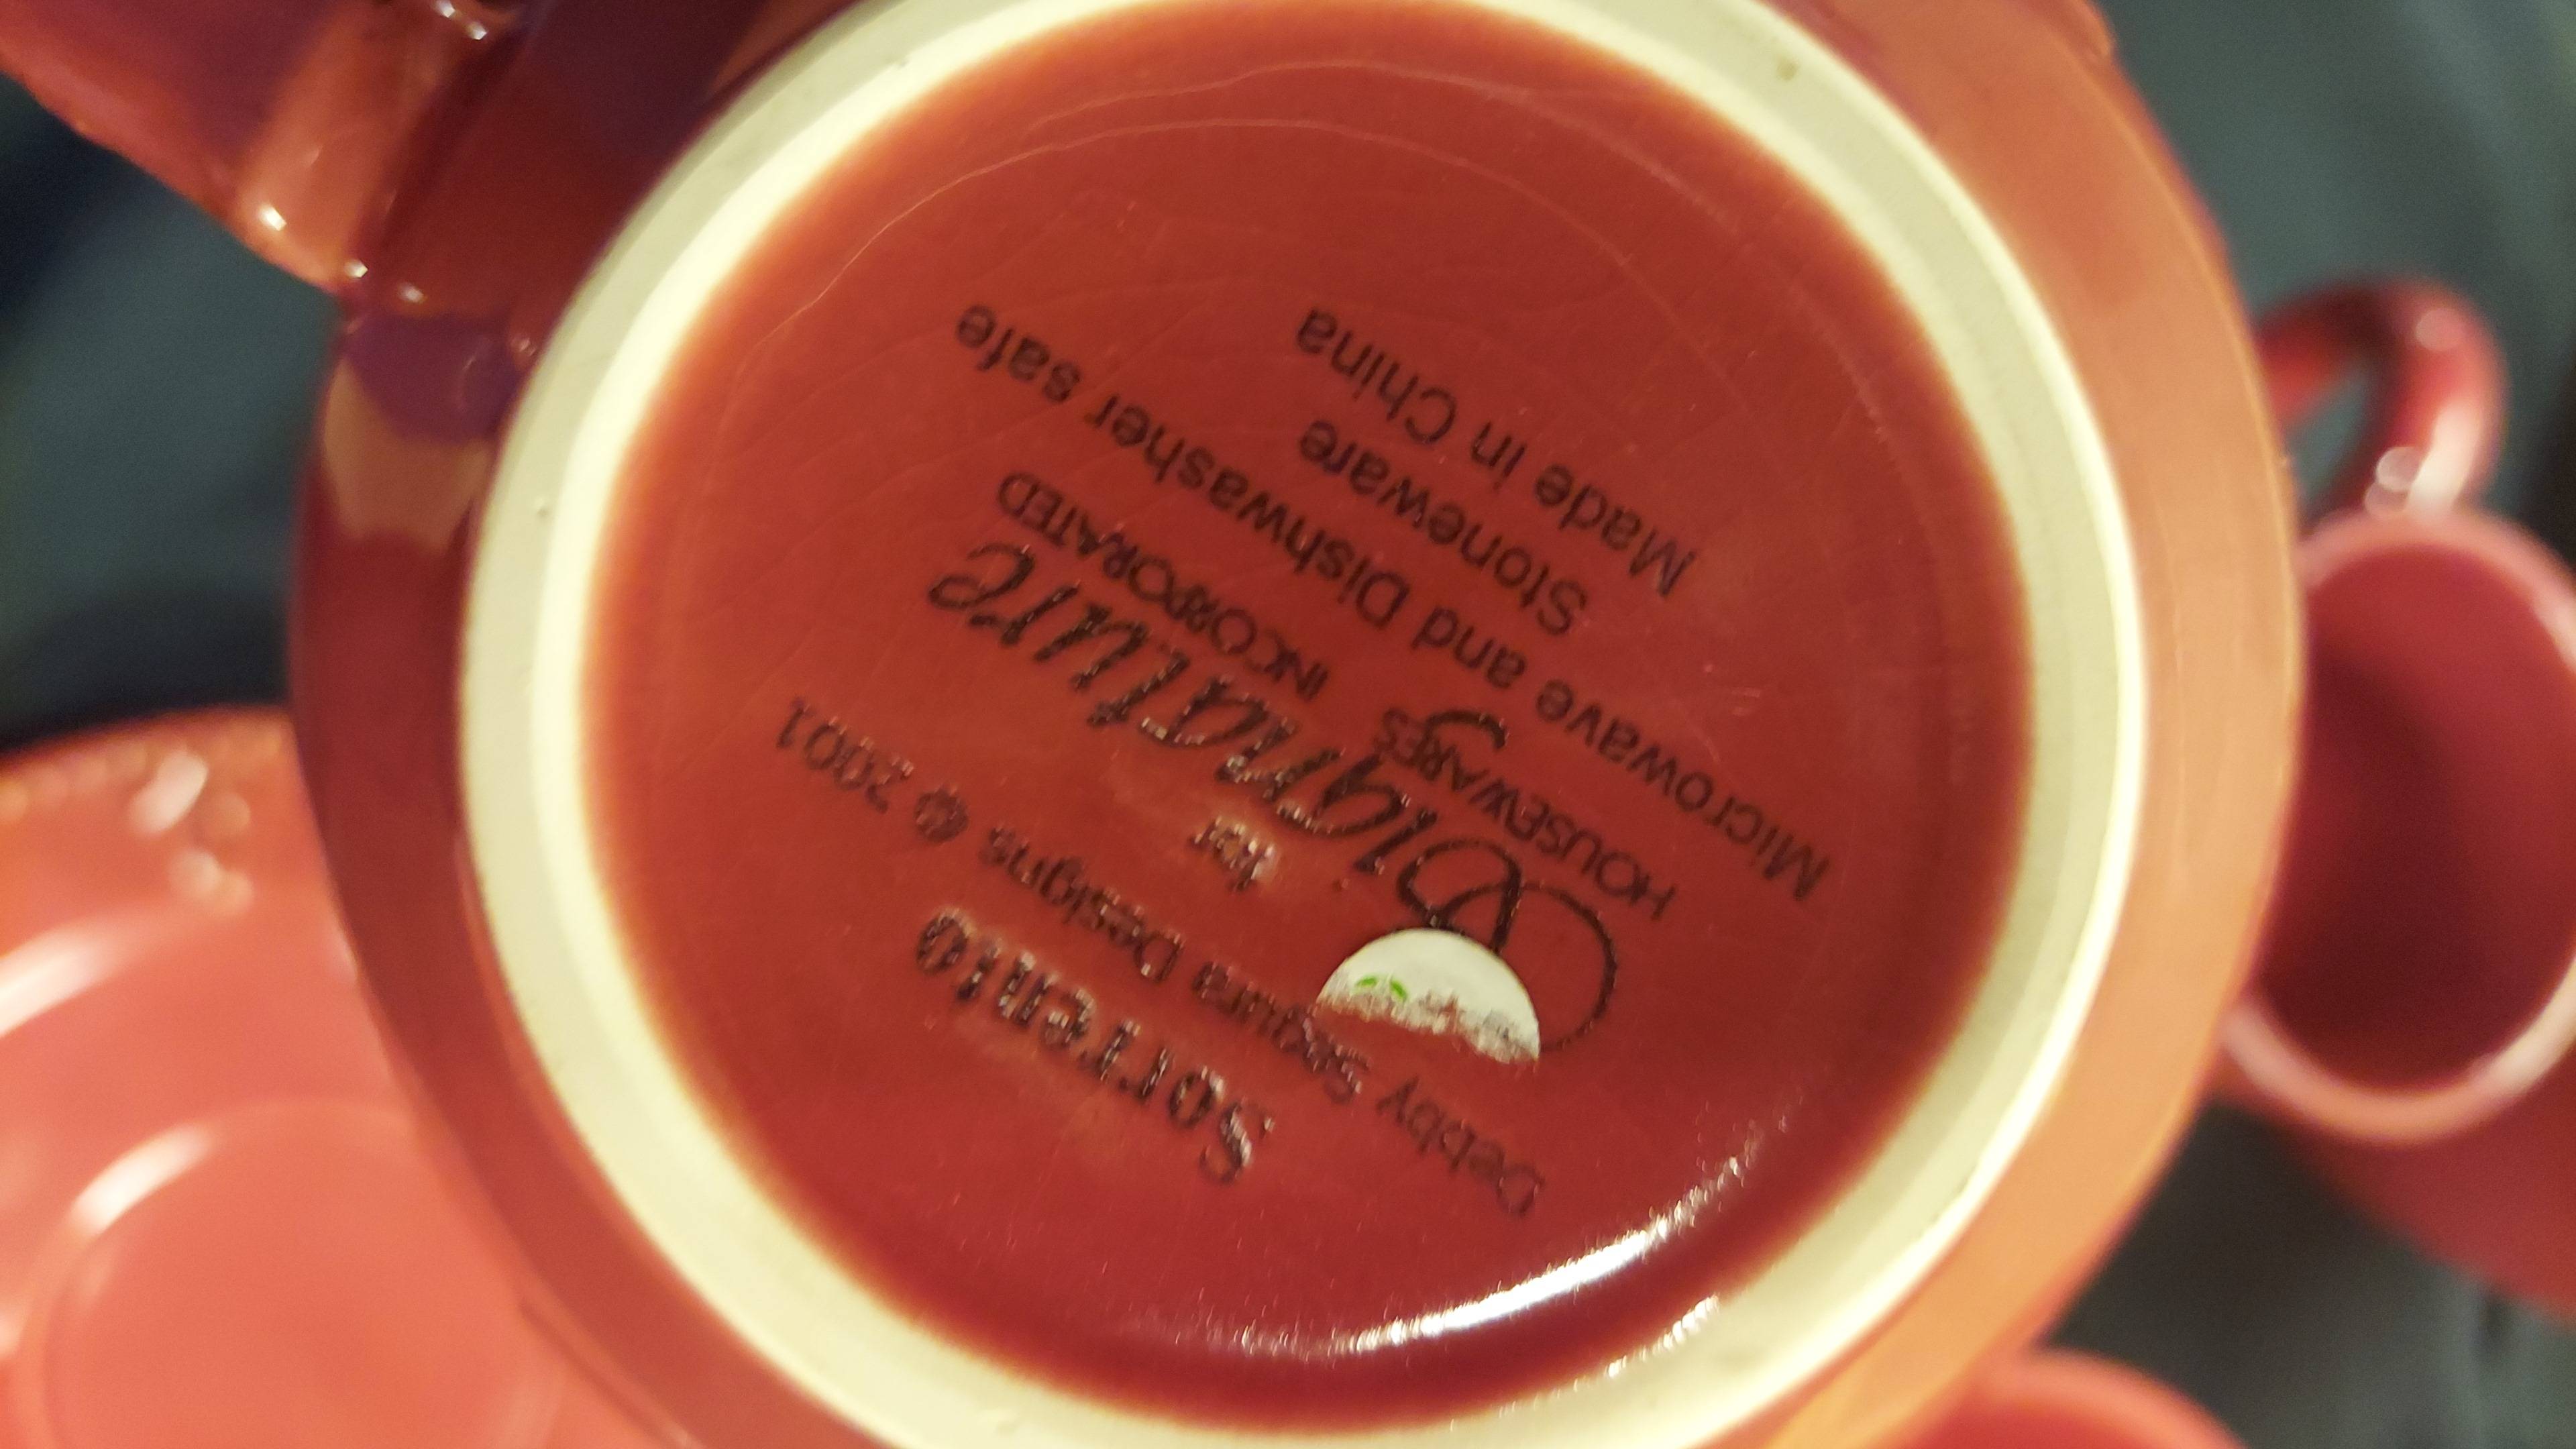 Sorrento
Debby Segura Designs © 2001
for
Signature
HOUSEWARES INCORPORATED
Microwave and Dishwasher safe
Stoneware
Made in China